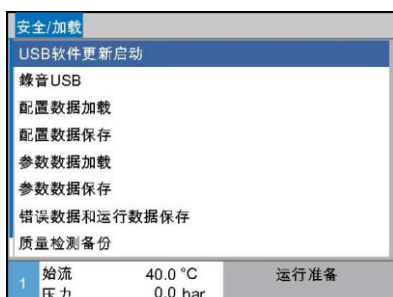 安全/加载
USB软件更新启动
錄音USB
配置数据加载
配置数据保存
参数数据加载
参数数据保存
错误数据和运行数据保存
质量检测备份
1 始流 40.0 °C 运行准备
压力 0.0 bar